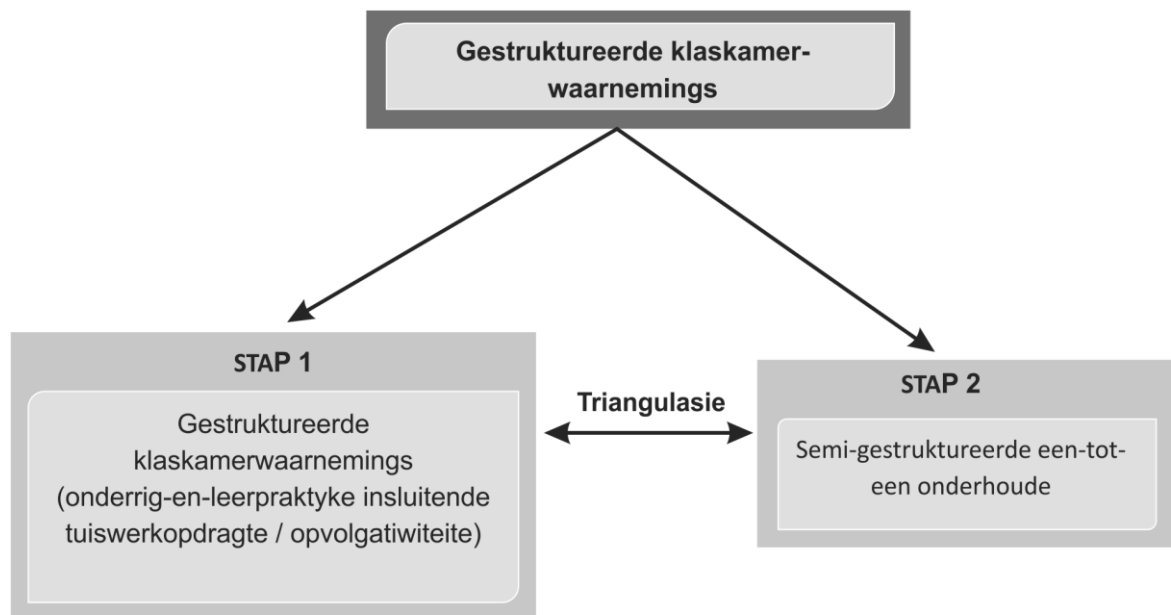 Gestruktureerde klaskamer-
waarnemings
STAP 1
Gestruktureerde
klaskamerwaarnemings
(onderrig-en-leerpraktyke insluitende
tuiswerkopdragte / opvolgatiwiteite)
Triangulasie
STAP 2
Semi-gestruktureerde een-tot-
een onderhoude